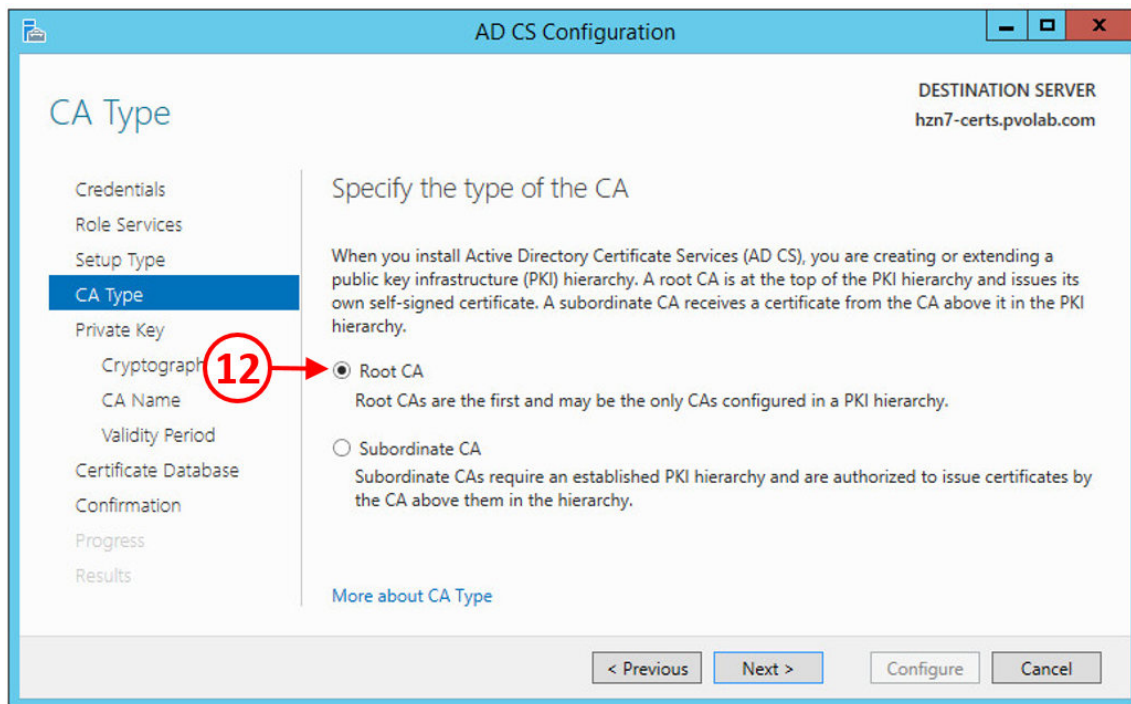 AD CS Configuration
CA Type
DESTINATION SERVER
hzn7-certs.pvolab.com
Credentials
Role Services
Setup Type
CA Type
Private Key
Cryptograph
CA Name
Validity Period
Certificate Database
Confirmation
Progress
Results
Specify the type of the CA
When you install Active Directory Certificate Services (AD CS), you are creating or extending a
public key infrastructure (PKI) hierarchy. A root CA is at the top of the PKI hierarchy and issues its
own self-signed certificate. A subordinate CA receives a certificate from the CA above it in the PKI
hierarchy.
12
Root CA
Root CAs are the first and may be the only CAs configured in a PKI hierarchy.
Subordinate CA
Subordinate CAs require an established PKI hierarchy and are authorized to issue certificates by
the CA above them in the hierarchy.
More about CA Type
< Previous
Next >
Configure
Cancel